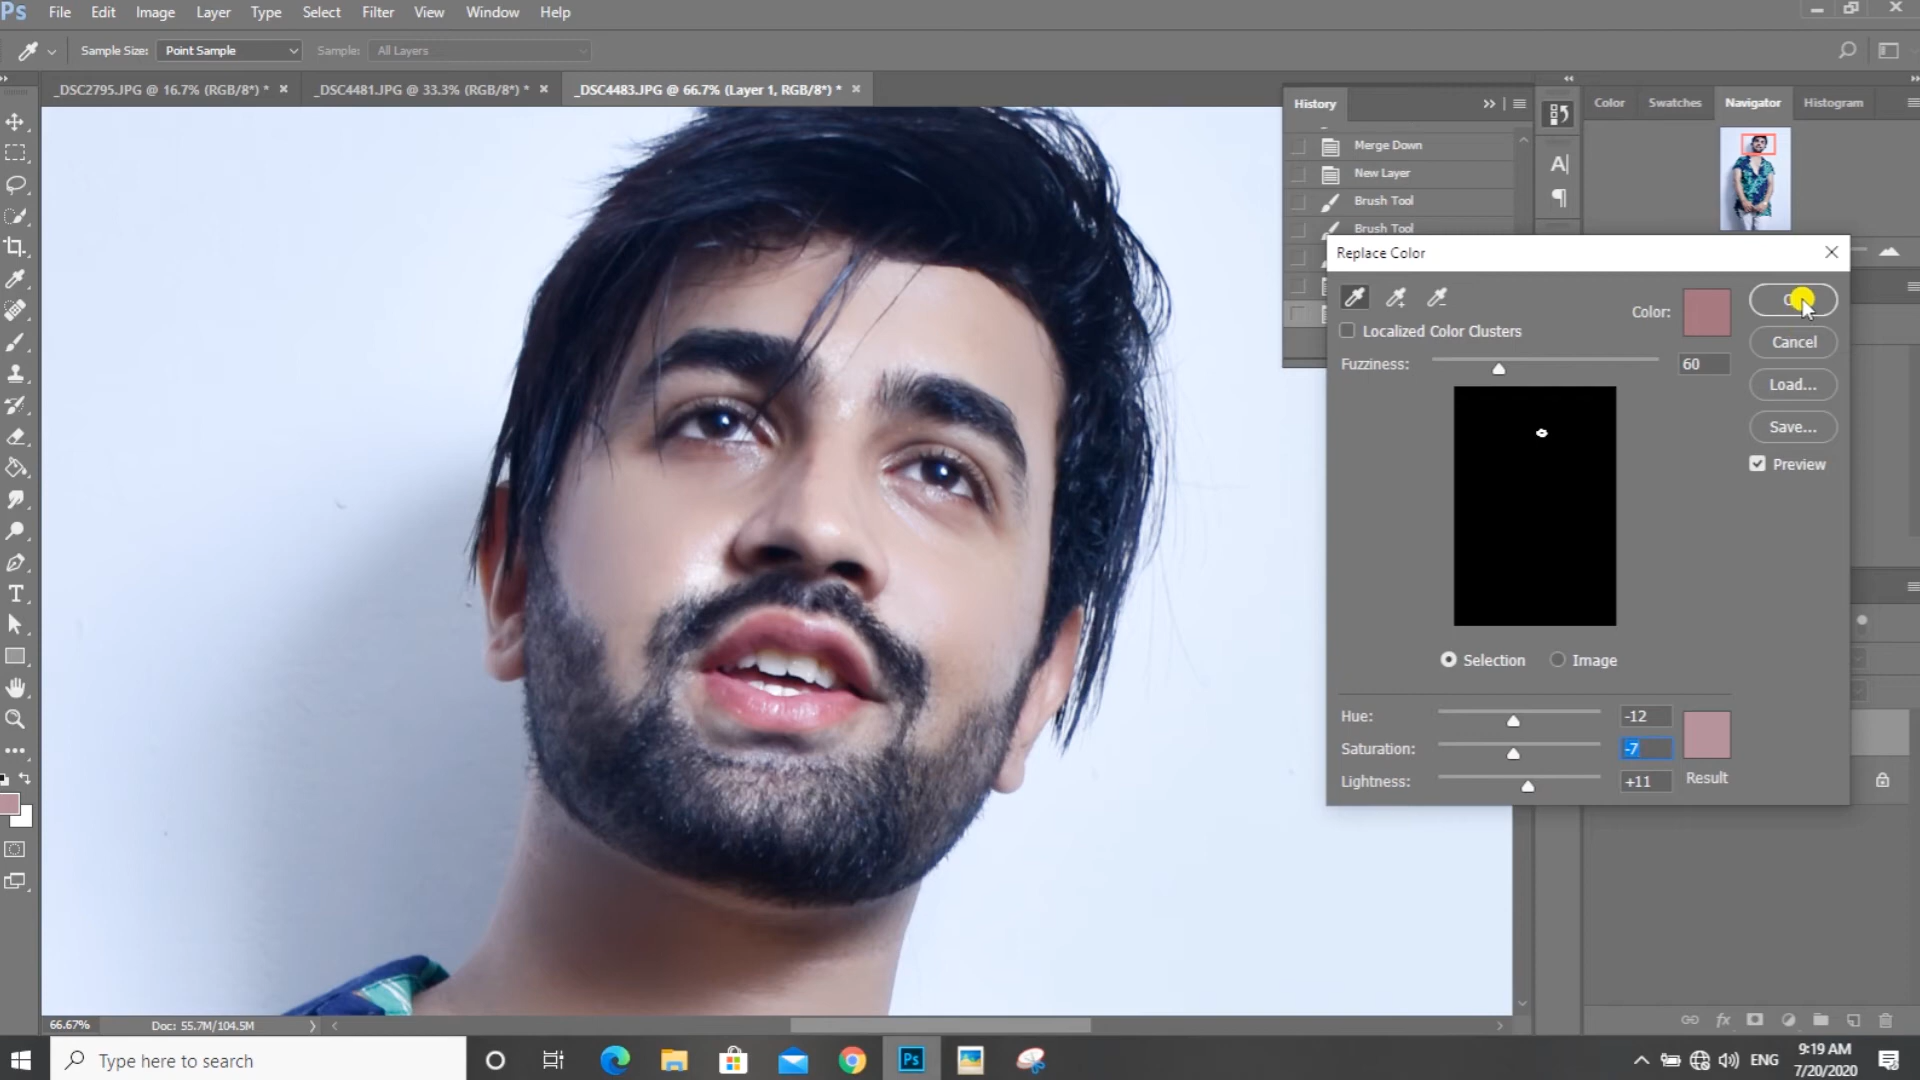 Ps File Edit Image Layer Type Select Filter View Window Help
Sample Size: Point Sample Sample: All Layers
_DSC2795.JPG @ 16.7% (RGB/8*) * _DSC4481.JPG @ 33.3% (RGB/8*) * _DSC4483.JPG @ 66.7% (Layer 1, RGB/8*) *
History
Color Swatches Navigator Histogram
Merge Down
New Layer
Brush Tool
Brush Tool
Replace Color
Color:
Localized Color Clusters
Cancel
Fuzziness: 60
Load...
Save...
Preview
Selection Image
Hue: -12
Saturation: -7
Lightness: +11
Result
66.67% Doc: 55.7M/104.5M
Type here to search
Ps
ENG
9:19 AM
7/20/2020